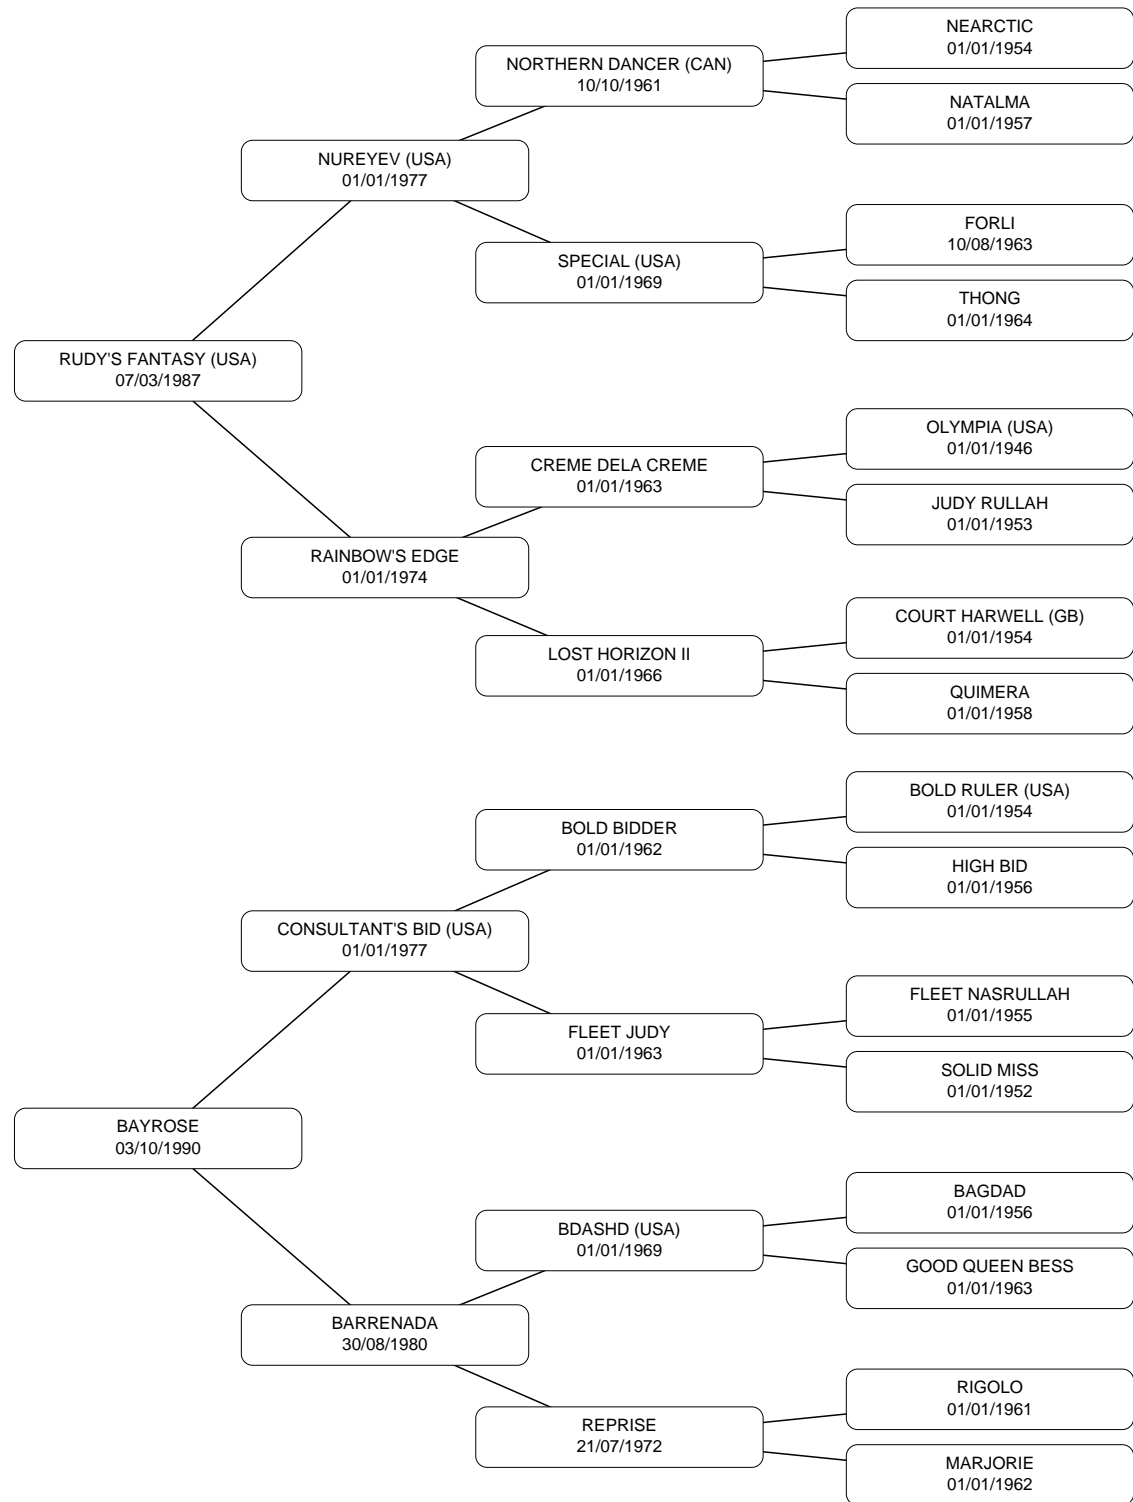 NEARCTIC
01/01/1954
NORTHERN DANCER (CAN)
10/10/1961
NATALMA
01/01/1957
NUREYEV (USA)
01/01/1977
FORLI
10/08/1963
SPECIAL (USA)
01/01/1969
THONG
01/01/1964
RUDY'S FANTASY (USA)
07/03/1987
OLYMPIA (USA)
01/01/1946
CREME DELA CREME
01/01/1963
JUDY RULLAH
01/01/1953
RAINBOW'S EDGE
01/01/1974
COURT HARWELL (GB)
01/01/1954
LOST HORIZON II
01/01/1966
QUIMERA
01/01/1958
BOLD RULER (USA)
01/01/1954
BOLD BIDDER
01/01/1962
HIGH BID
01/01/1956
CONSULTANT'S BID (USA)
01/01/1977
FLEET NASRULLAH
01/01/1955
FLEET JUDY
01/01/1963
SOLID MISS
01/01/1952
BAYROSE
03/10/1990
BAGDAD
01/01/1956
BDASHD (USA)
01/01/1969
GOOD QUEEN BESS
01/01/1963
BARRENADA
30/08/1980
RIGOLO
01/01/1961
REPRISE
21/07/1972
MARJORIE
01/01/1962